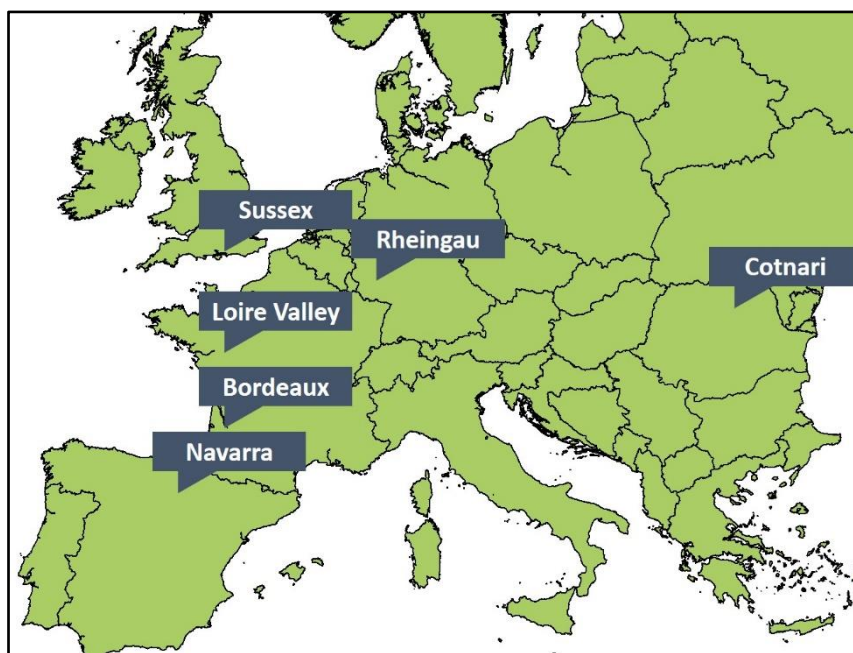 Sussex
Rheingau
Cotnari
Loire Valley
Bordeaux
Navarra